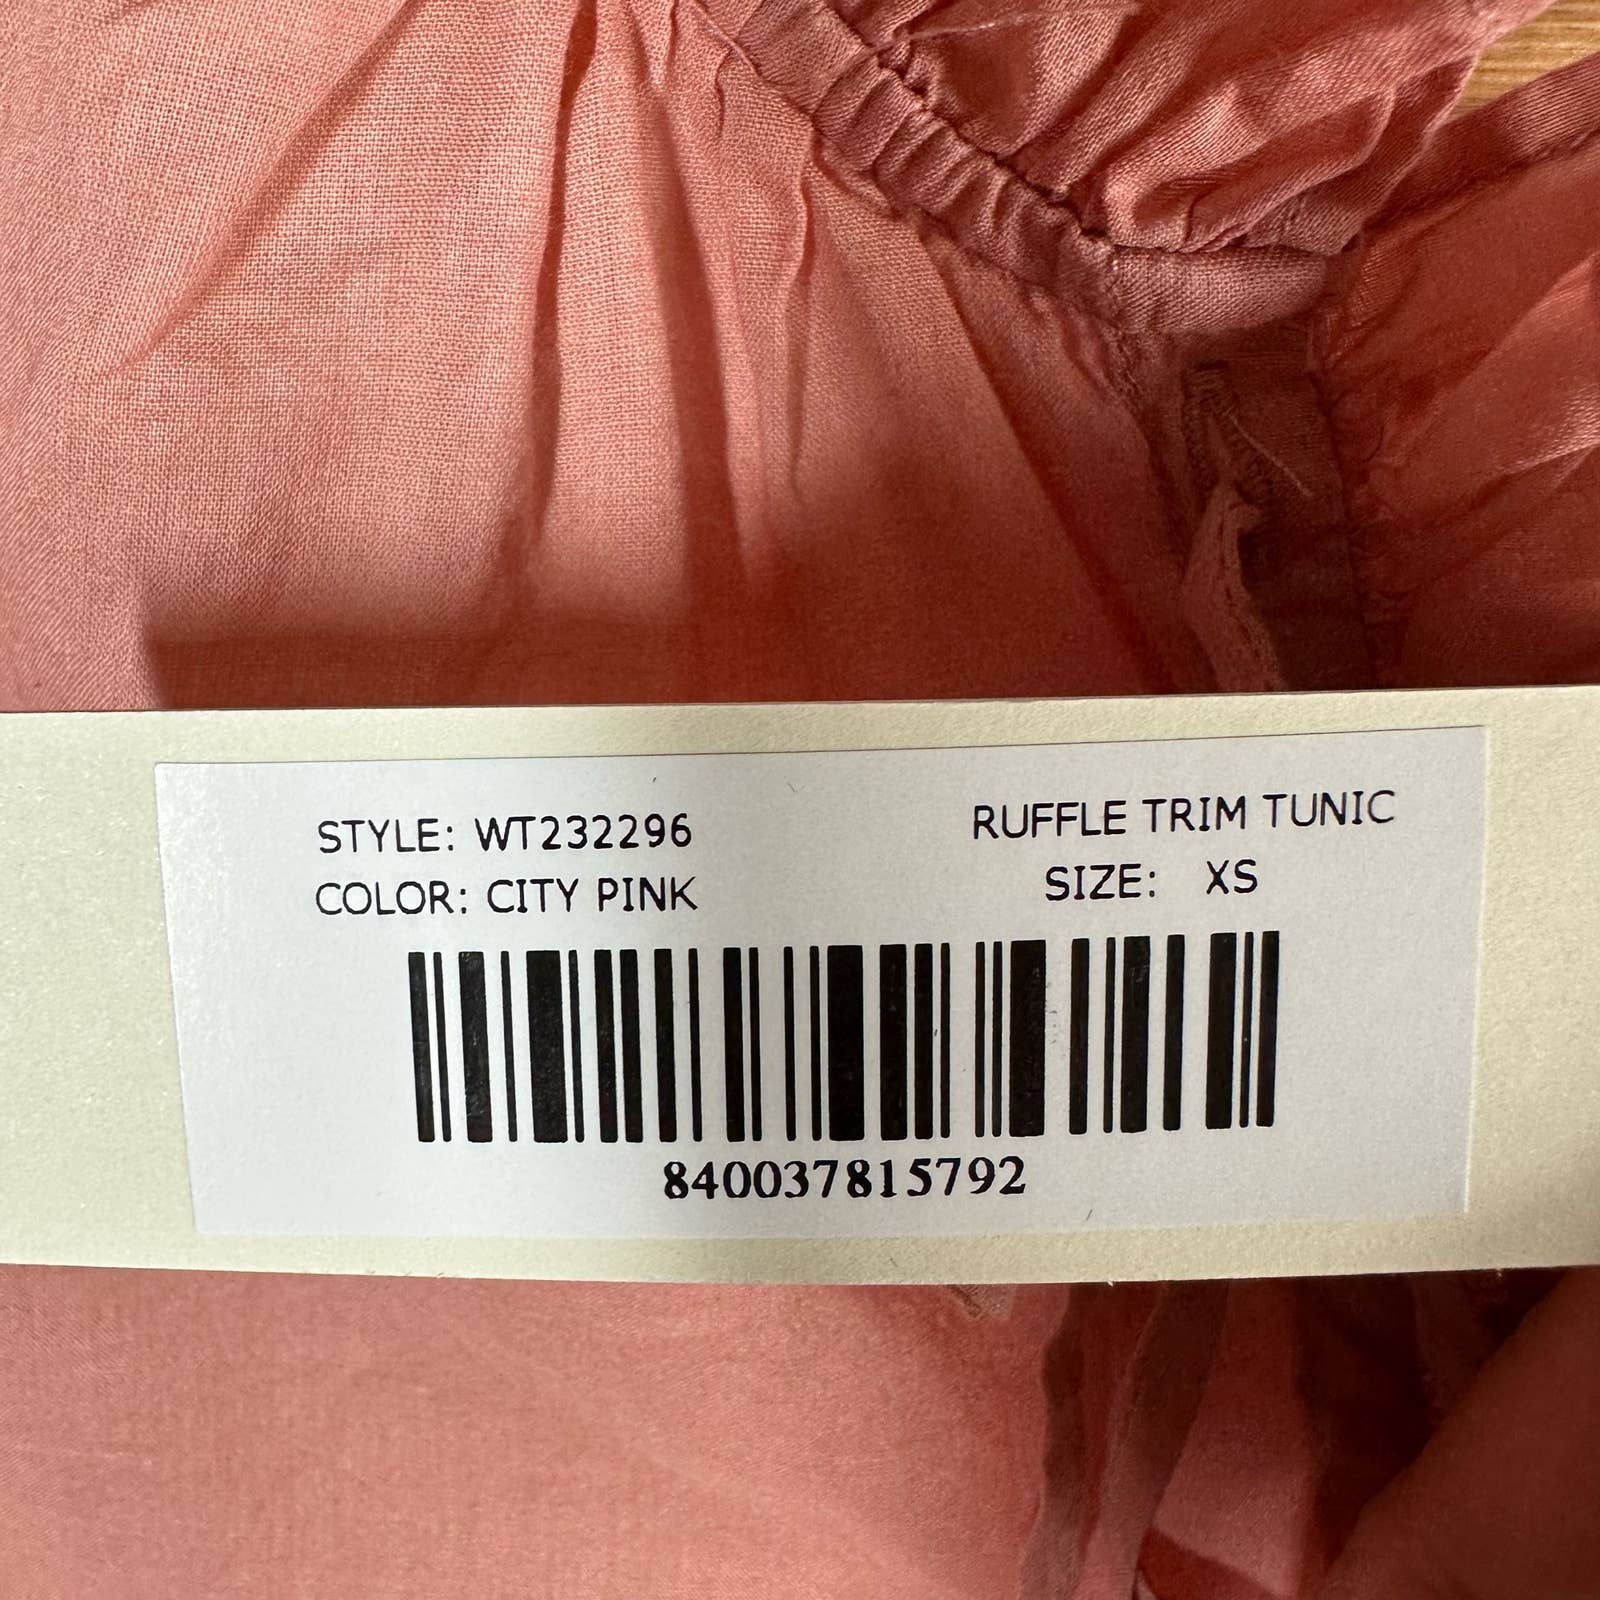 STYLE: WT232296 RUFFLE TRIM TUNIC
COLOR: CITY PINK SIZE: XS
840037815792